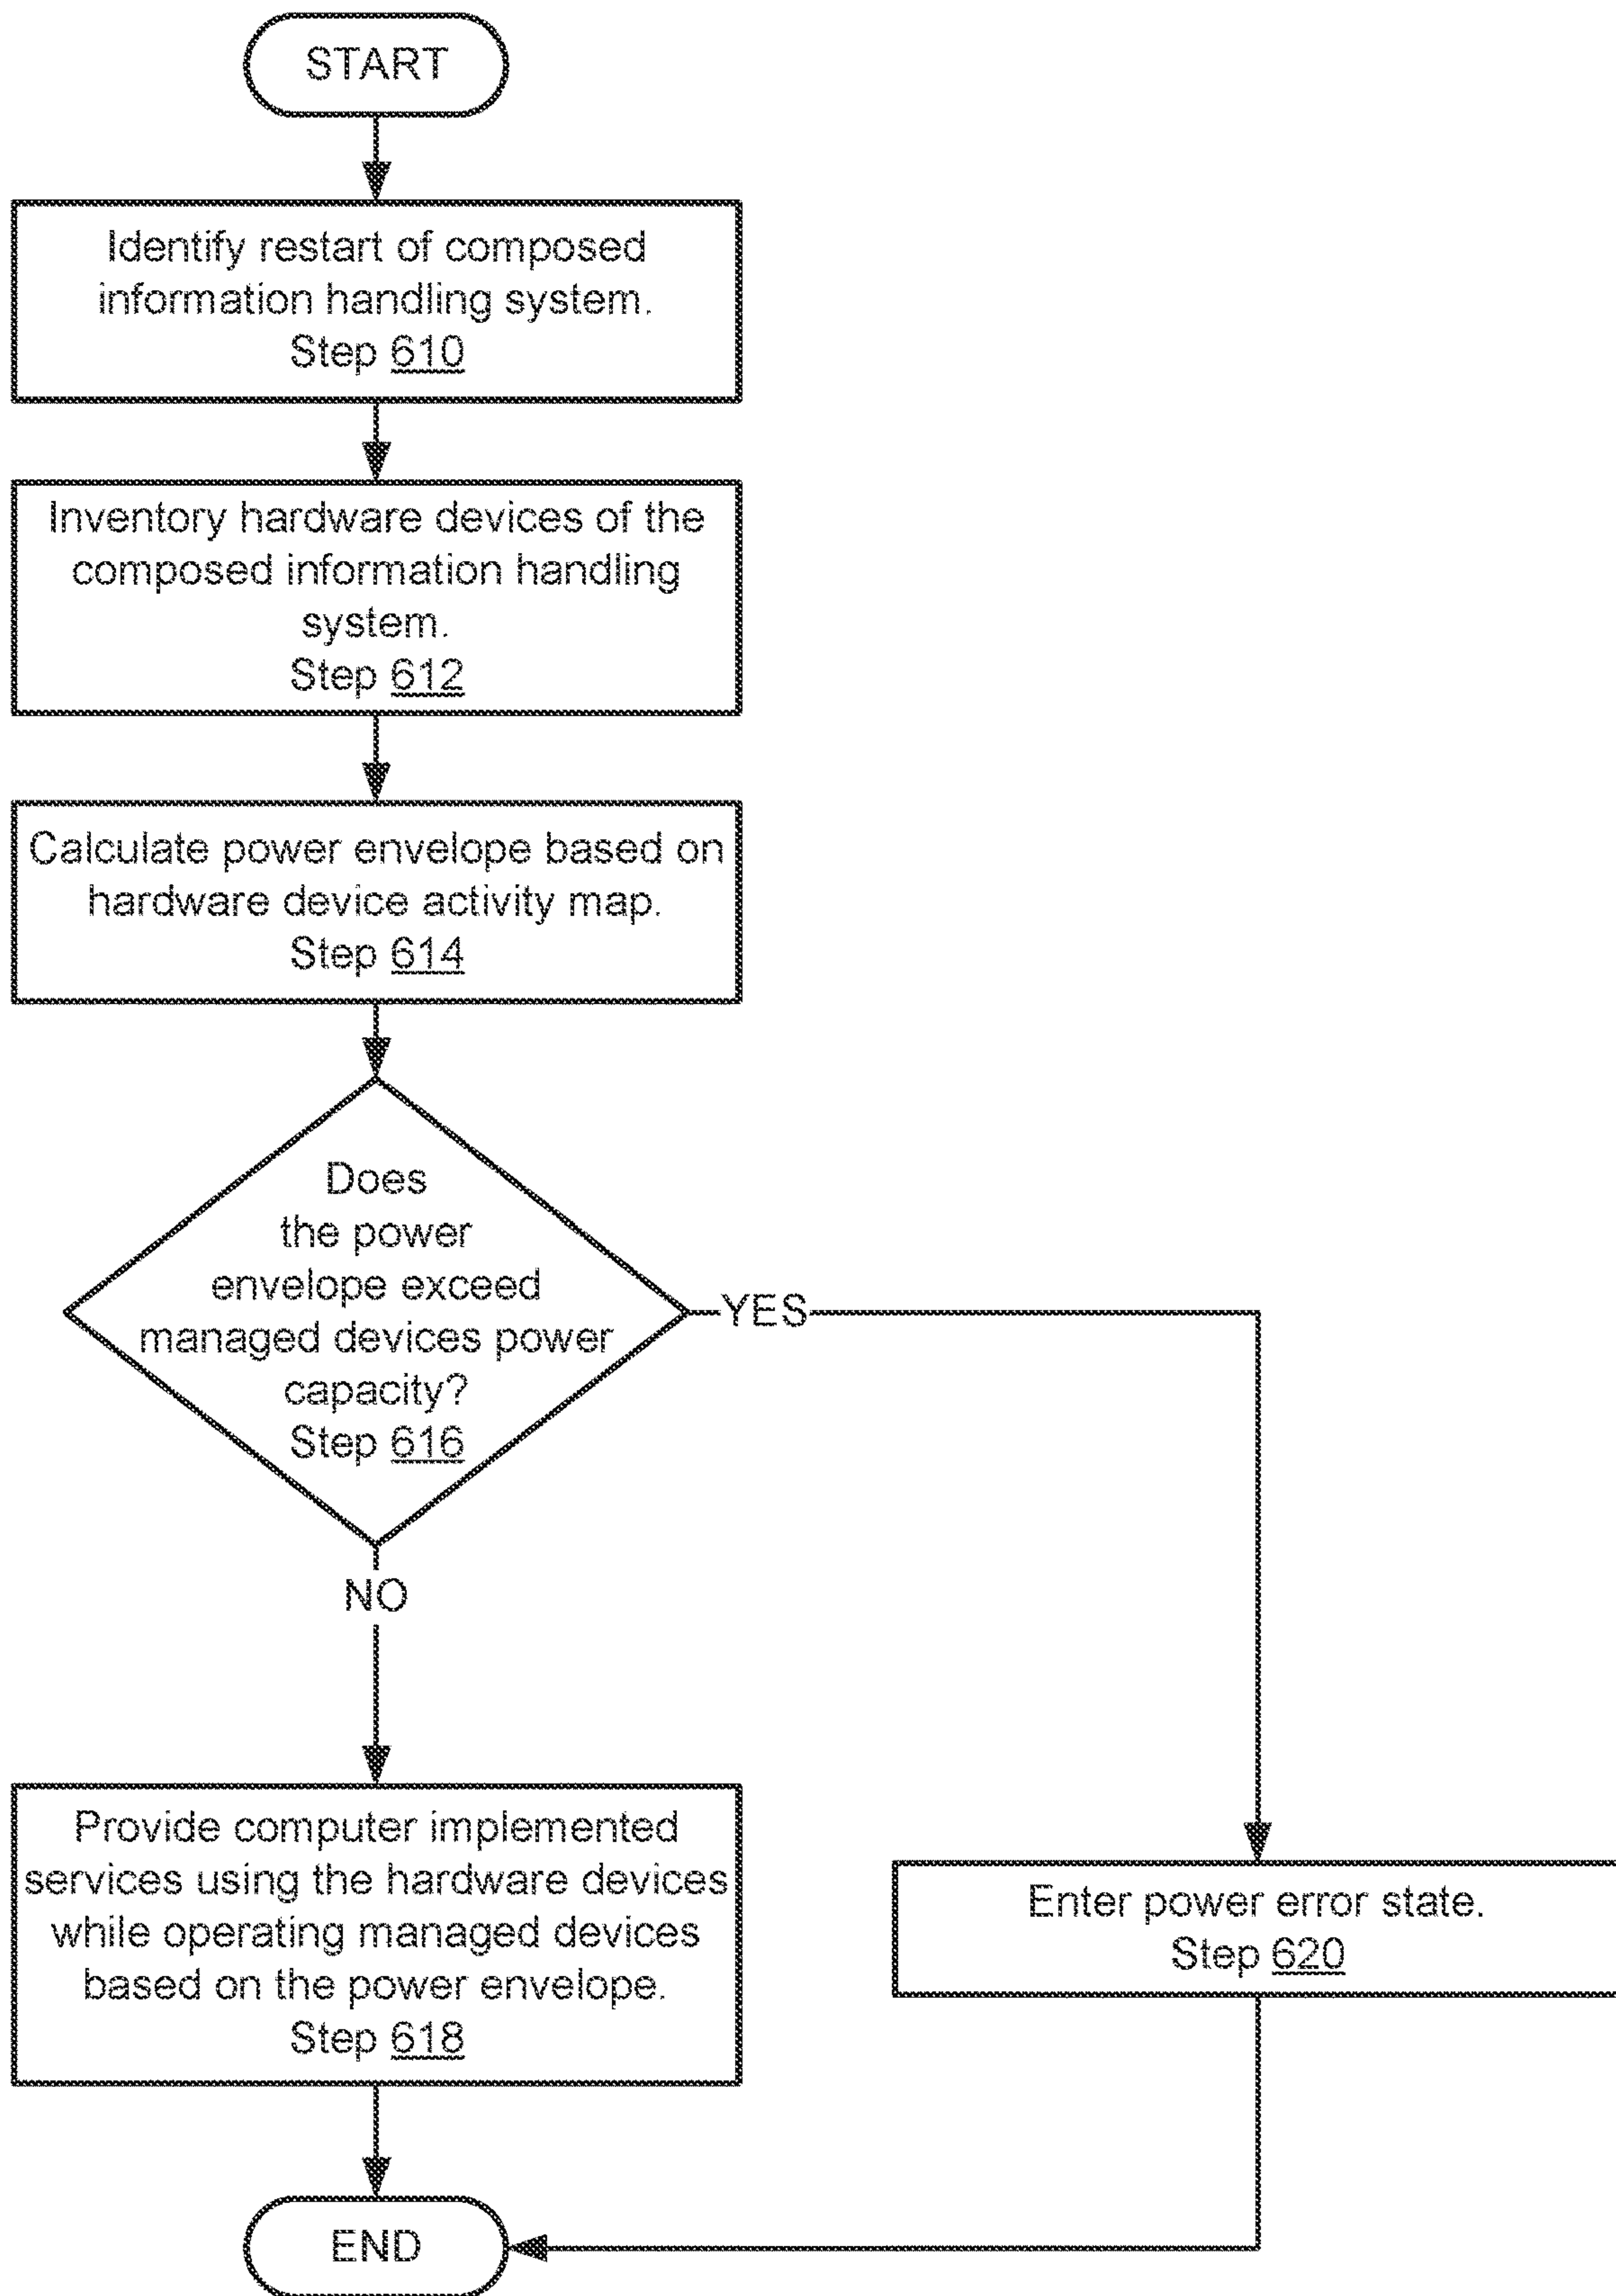 START
Identify restart of composed
information handling system.
Step 610
Inventory hardware devices of the
composed information handling
system.
Step 612
Calculate power envelope based on
hardware device activity map.
Step 614
Does
the power
envelope exceed
managed devices power
capacity?
Step 616
YES
NO
Provide computer implemented
services using the hardware devices
while operating managed devices
based on the power envelope.
Step 618
Enter power error state.
Step 620
END